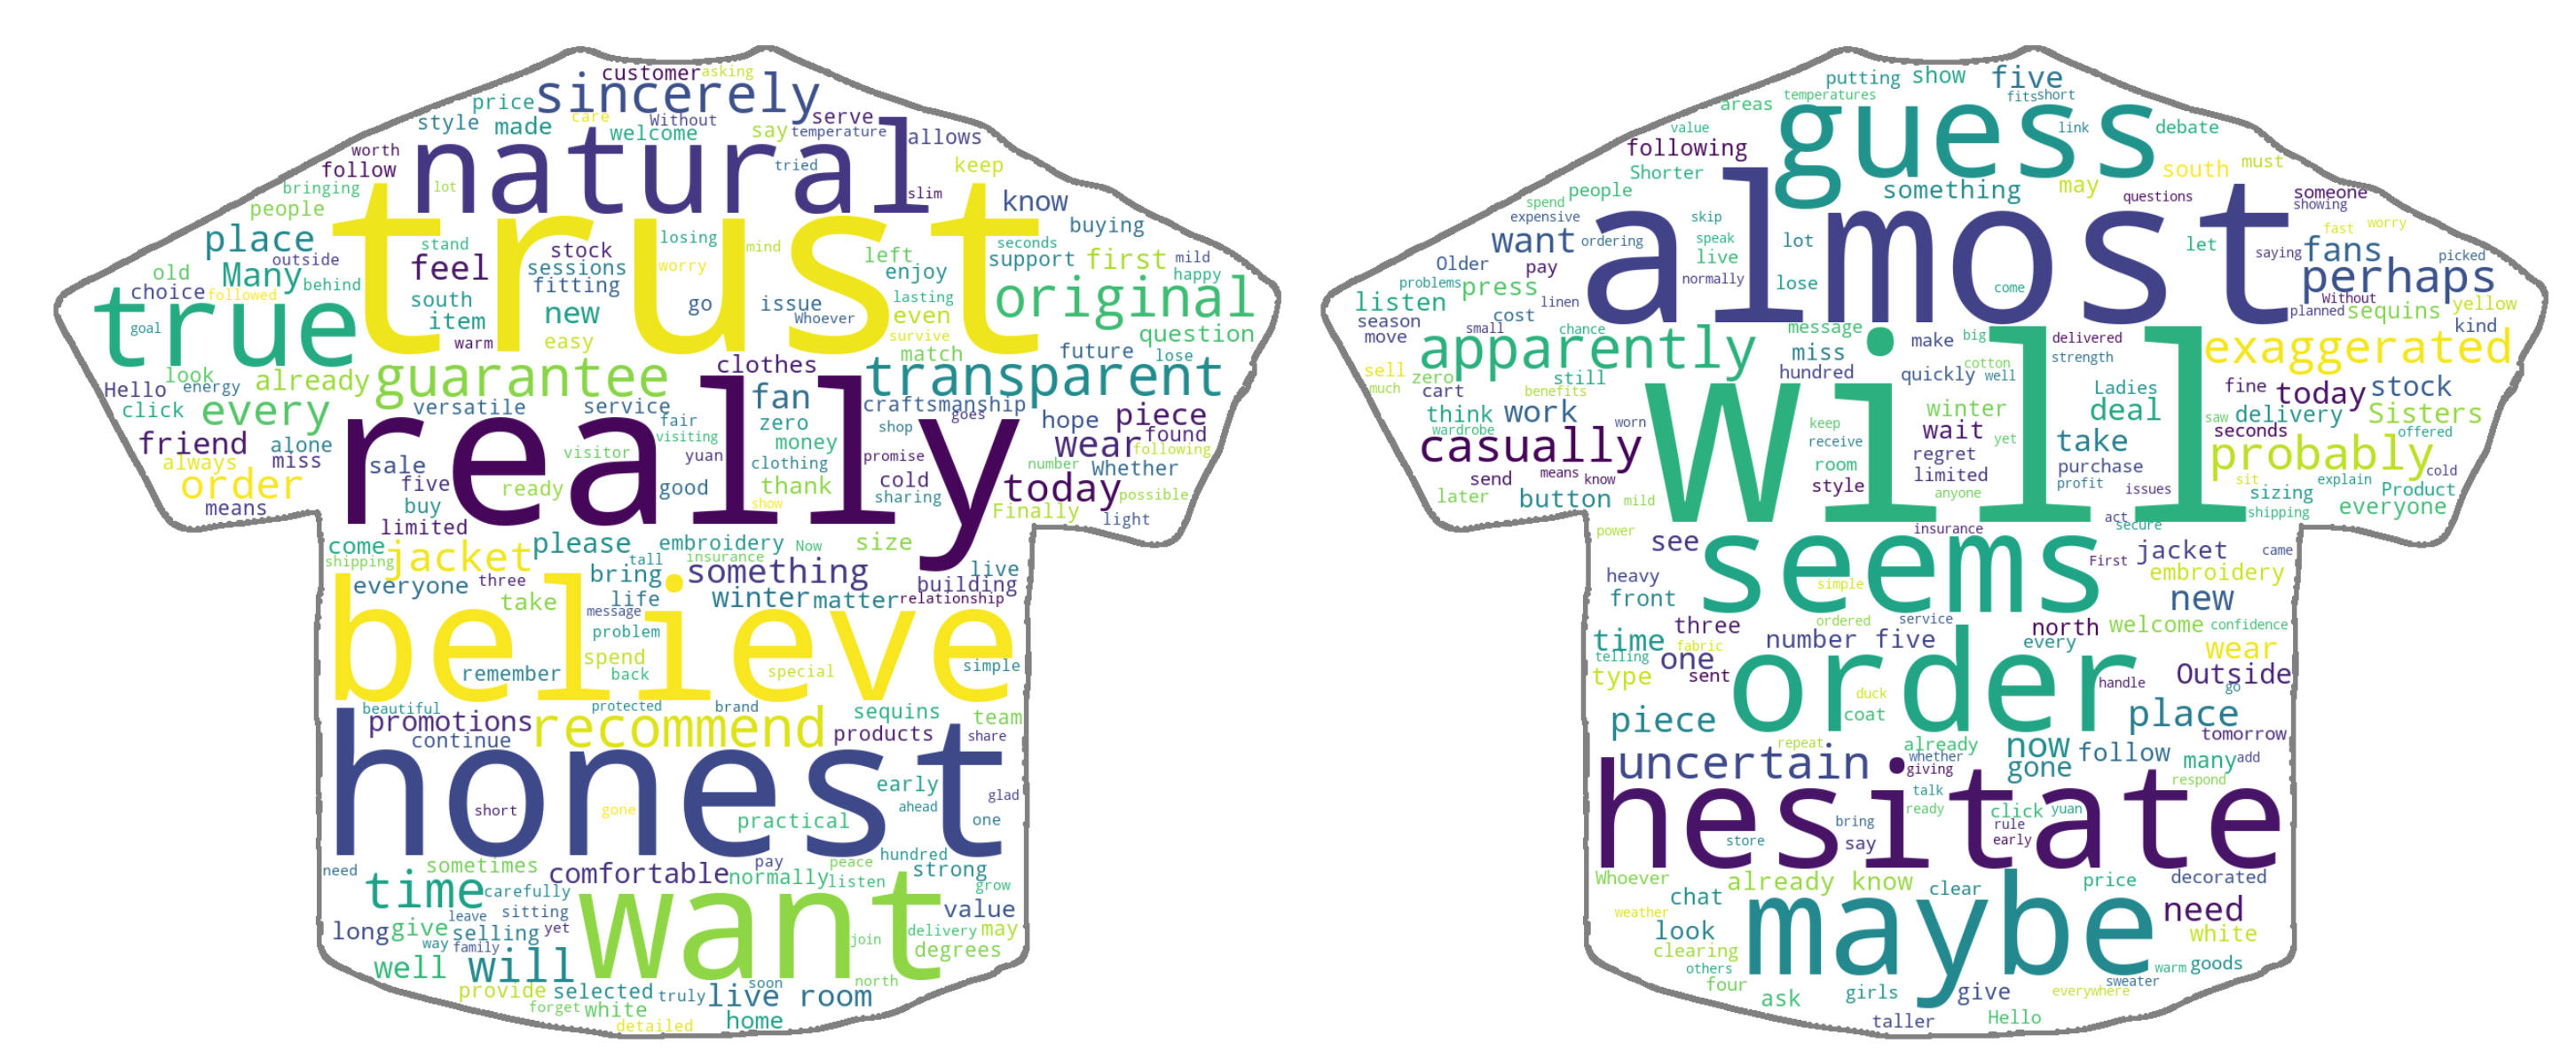 customer asking
price sincerely
style made care Without serve
welcome say temperature allows
worth natural keep
follow tried
bringing lot slim know
people trust buying
place stand stock losing mind left seconds
outside feel sessions worry enjoy support first mild
old Many behind fitting happy
choice followed south new go issue lasting original
true item Whoever even question
goal warm easy survive match future lose
look guarantee clothes transparent
Hello energy already really fan craftsmanship
click every versatile service fair zero shop goes hope piece
friend alone visiting money wear found
always miss sale visitor yuan clothing promise number Whether following
order five ready good thank cold today possible
means buy show sharing Finally light
limited
come jacket please embroidery Now size
shipping tall insurance something live
everyone three bring building
take life winter matter relationship
believe message
problem
remember spend back special simple
beautiful promotions protected brand sequins team
continue recommend products share
honest early glad
short gone ahead one
practical
need sometimes comfortable pay peace hundred strong
time carefully normally listen grow
long give leave sitting want value
way selling yet join delivery may
well family will degrees
provide selected truly soon live room north
forget white home
detailed
putting show five
areas temperatures guess fits short
value link debate
following south must
Shorter almost something may questions someone
people spend showing
expensive skip fast worry
want ordering speak lot let fans
Older pay live saying picked
problems press normally lose come perhaps
listen linen Without yellow
season cost planned sequins
move small chance message make big delivered kind
apparently miss cotton strength exaggerated
sell zero still hundred quickly well
much cart benefits Will Ladies fine today stock
think work winter deal saw delivery Sisters
wardrobe worn keep wait take seconds offered
casually receive yet regret probably
send means know room limited purchase cold
later button mild style anyone profit issues sit explain Product
sizing everyone
power insurance act secure shipping
see seems First jacket came
heavy simple embroidery
front new
three ordered service north welcome confidence
time number five every wear
telling fabric one order
type sent Outside
duck handle go
piece coat place
tomorrow
repeat already now follow
uncertain whether giving gone many add
hesitate talk respond
ready click yuan
bring rule
store say early
Whoever already know clear price decorated
weather chat maybe need
look white
clearing warm goods
others sweater
four ask girls give everywhere
taller Hello